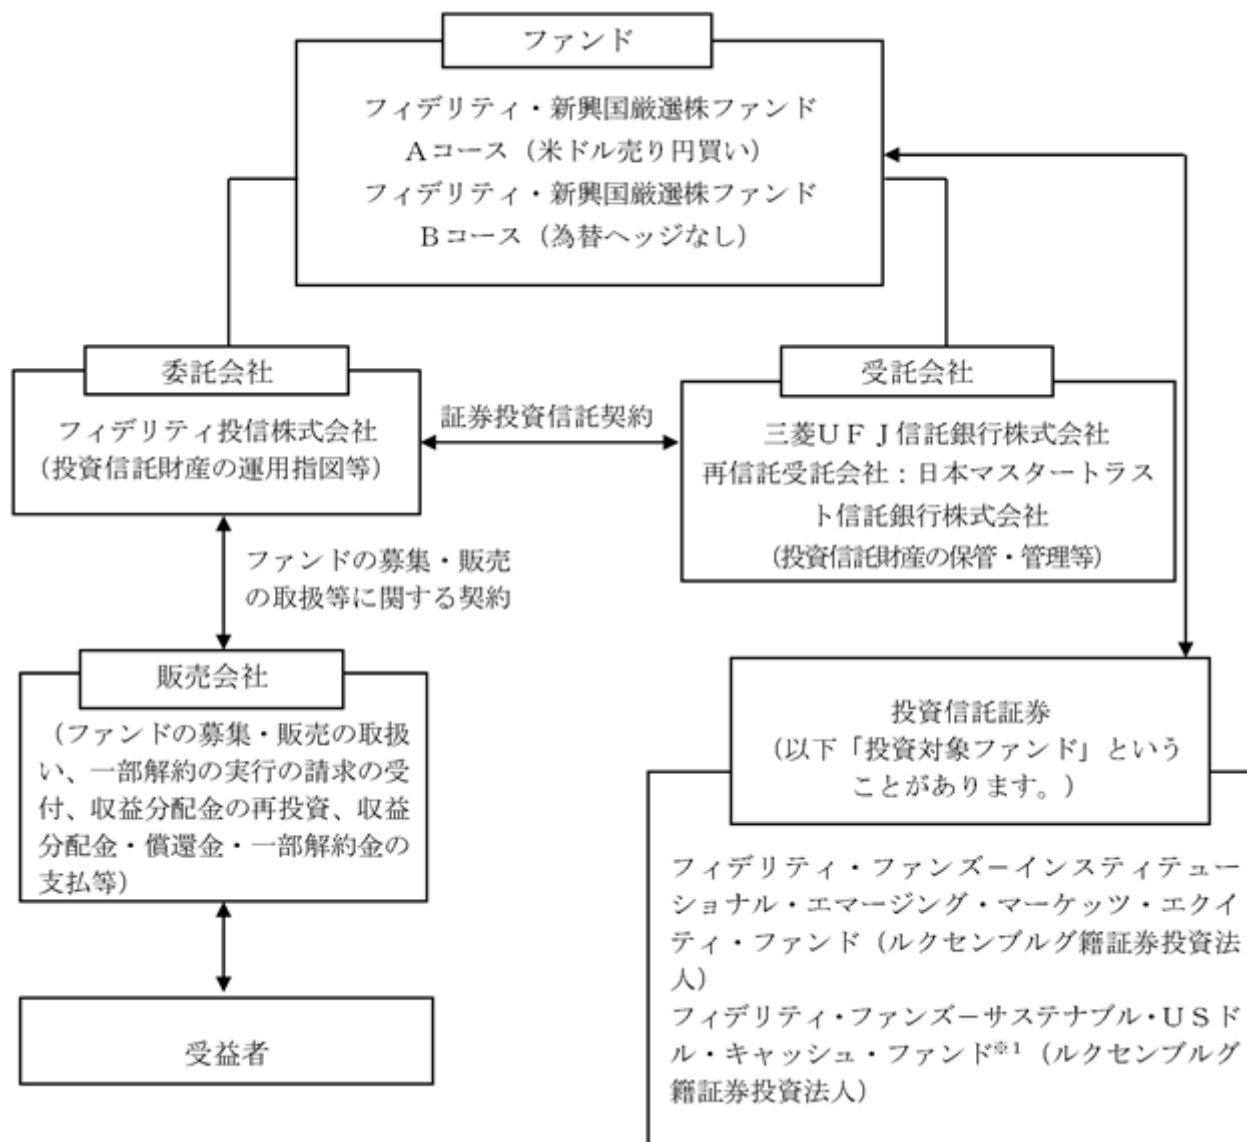 ファンド
フィデリティ・新興国厳選株ファンド
Ａコース（米ドル売り円買い）
フィデリティ・新興国厳選株ファンド
Ｂコース（為替ヘッジなし）
委託会社
フィデリティ投信株式会社
（投資信託財産の運用指図等）
証券投資信託契約
受託会社
三菱ＵＦＪ信託銀行株式会社
再信託受託会社：日本マスタートラス
ト信託銀行株式会社
（投資信託財産の保管・管理等）
ファンドの募集・販売
の取扱等に関する契約
販売会社
（ファンドの募集・販売の取扱
い、一部解約の実行の請求の受
付、収益分配金の再投資、収益
分配金・償還金・一部解約金の
支払等）
受益者
投資信託証券
（以下「投資対象ファンド」という
ことがあります。）
フィデリティ・ファンズ－インスティテュー
ショナル・エマージング・マーケッツ・エクイ
ティ・ファンド（ルクセンブルグ籍証券投資法
人）
フィデリティ・ファンズ－サステナブル・ＵＳド
ル・キャッシュ・ファンド※1（ルクセンブルグ
籍証券投資法人）